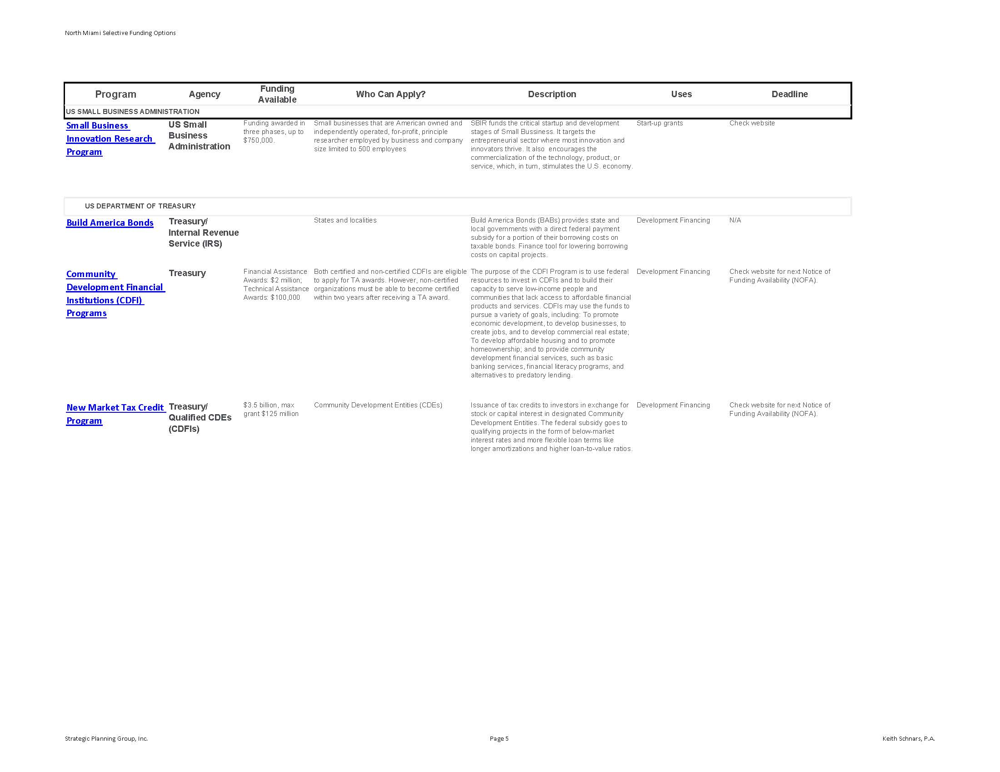 North Miami Selective Funding Options
Program
Agency
Funding
Available
Who Can Apply?
Description
Uses
Deadline
US SMALL BUSINESS ADMINISTRATION
Small Business
Innovation Research
Program
US Small
Business
Administration
Funding awarded in
three phases, up to
$750,000.
Small businesses that are American owned and
independently operated, for-profit, principle
researcher employed by business and company
size limited to 500 employees
SBIR funds the critical startup and development
stages of Small Bussiness. It targets the
entrepreneurial sector where most innovation and
innovators thrive. It also  encourages the
commercialization of the technology, product, or
service, which, in turn, stimulates the U.S. economy.
Start-up grants
Check website
US DEPARTMENT OF TREASURY
Build America Bonds
Treasury/
Internal Revenue
Service (IRS)
States and localities
Build America Bonds (BABs) provides state and
local governments with a direct federal payment
subsidy for a portion of their borrowing costs on
taxable bonds. Finance tool for lowering borrowing
costs on capital projects.
Development Financing
N/A
Community
Development Financial
Institutions (CDFI)
Programs
Treasury
Financial Assistance
Awards: $2 million;
Technical Assistance
Awards: $100,000
Both certified and non-certified CDFIs are eligible
to apply for TA awards. However, non-certified
organizations must be able to become certified
within two years after receiving a TA award.
The purpose of the CDFI Program is to use federal
resources to invest in CDFIs and to build their
capacity to serve low-income people and
communities that lack access to affordable financial
products and services. CDFIs may use the funds to
pursue a variety of goals, including: To promote
economic development, to develop businesses, to
create jobs, and to develop commercial real estate;
To develop affordable housing and to promote
homeownership; and to provide community
development financial services, such as basic
banking services, financial literacy programs, and
alternatives to predatory lending.
Development Financing
Check website for next Notice of
Funding Availability (NOFA).
New Market Tax Credit
Program
Treasury/
Qualified CDEs
(CDFIs)
$3.5 billion, max
grant $125 million
Community Development Entities (CDEs)
Issuance of tax credits to investors in exchange for
stock or capital interest in designated Community
Development Entities. The federal subsidy goes to
qualifying projects in the form of below-market
interest rates and more flexible loan terms like
longer amortizations and higher loan-to-value ratios.
Development Financing
Check website for next Notice of
Funding Availability (NOFA).
Strategic Planning Group, Inc.
Page 5
Keith Schnars, P.A.